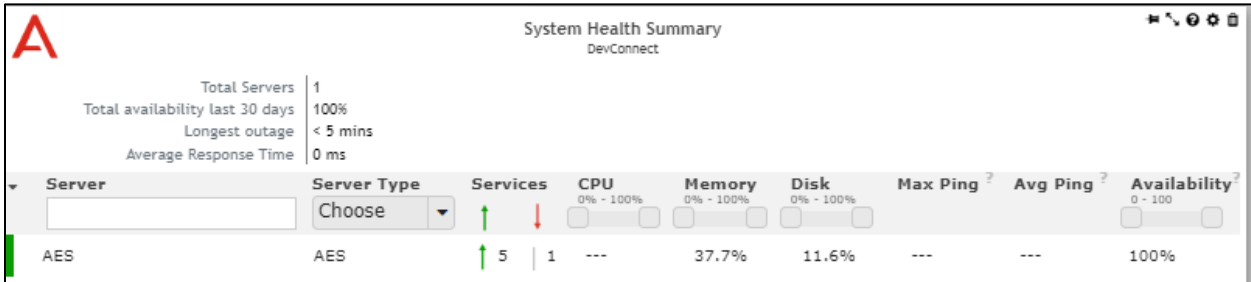 System Health Summary
DevConnect
Total Servers 1
Total availability last 30 days 100%
Longest outage < 5 mins
Average Response Time 0 ms
Server Server Type Services CPU Memory Disk Max Ping ? Avg Ping ? Availability ?
Choose 0% - 100% 0% - 100% 0% - 100% 0 - 100
AES AES 5 1 --- 37.7% 11.6% --- --- 100%